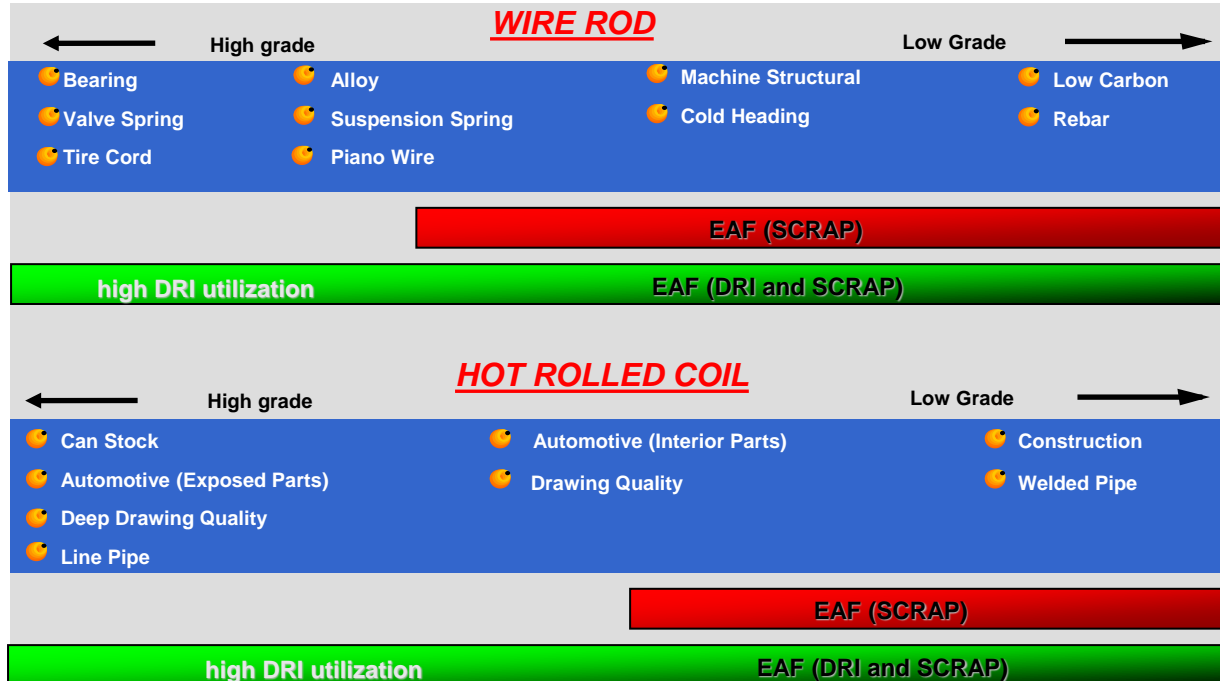 WIRE ROD
High grade
Low Grade
Bearing
Alloy
Machine Structural
Low Carbon
Valve Spring
Suspension Spring
Cold Heading
Rebar
Tire Cord
Piano Wire
EAF (SCRAP)
high DRI utilization
EAF (DRI and SCRAP)
HOT ROLLED COIL
High grade
Low Grade
Can Stock
Automotive (Interior Parts)
Construction
Automotive (Exposed Parts)
Drawing Quality
Welded Pipe
Deep Drawing Quality
Line Pipe
EAF (SCRAP)
high DRI utilization
EAF (DRI and SCRAP)